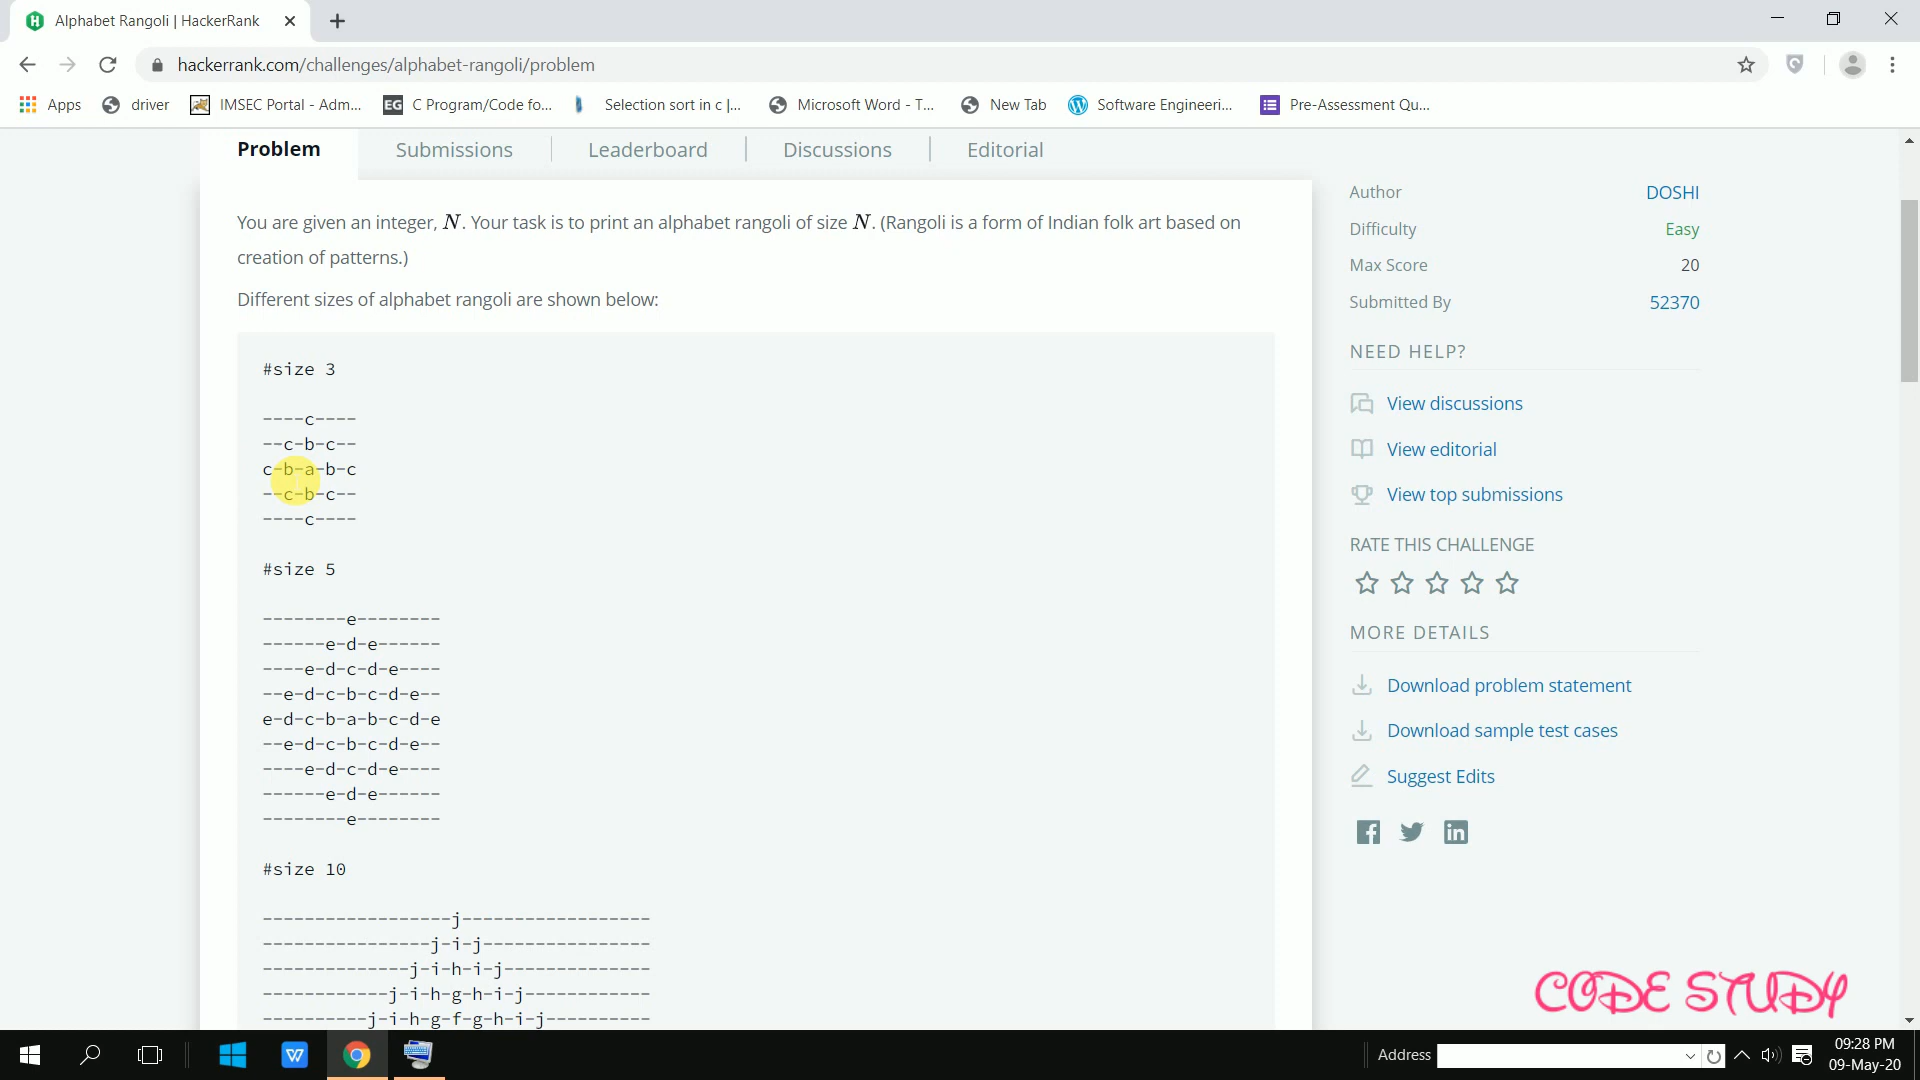 Alphabet Rangoli | HackerRank
hackerrank.com/challenges/alphabet-rangoli/problem
Apps driver IMSEC Portal - Adm... EG C Program/Code fo... Selection sort in c |... Microsoft Word - T... New Tab Software Engineeri... Pre-Assessment Qu...
Problem Submissions Leaderboard Discussions Editorial
You are given an integer, N. Your task is to print an alphabet rangoli of size N. (Rangoli is a form of Indian folk art based on
creation of patterns.)
Different sizes of alphabet rangoli are shown below:
#size 3
----c----
--c-b-c--
c-b-a-b-c
--c-b-c--
----c----
#size 5
--------e--------
------e-d-e------
----e-d-c-d-e----
--e-d-c-b-c-d-e--
e-d-c-b-a-b-c-d-e
--e-d-c-b-c-d-e--
----e-d-c-d-e----
------e-d-e------
--------e--------
#size 10
------------------j------------------
----------------j-i-j----------------
--------------j-i-h-i-j--------------
------------j-i-h-g-h-i-j------------
----------j-i-h-g-f-g-h-i-j----------
Author DOSHI
Difficulty Easy
Max Score 20
Submitted By 52370
NEED HELP?
View discussions
View editorial
View top submissions
RATE THIS CHALLENGE
MORE DETAILS
Download problem statement
Download sample test cases
Suggest Edits
CODE STUDY
Address
09:28 PM
09-May-20